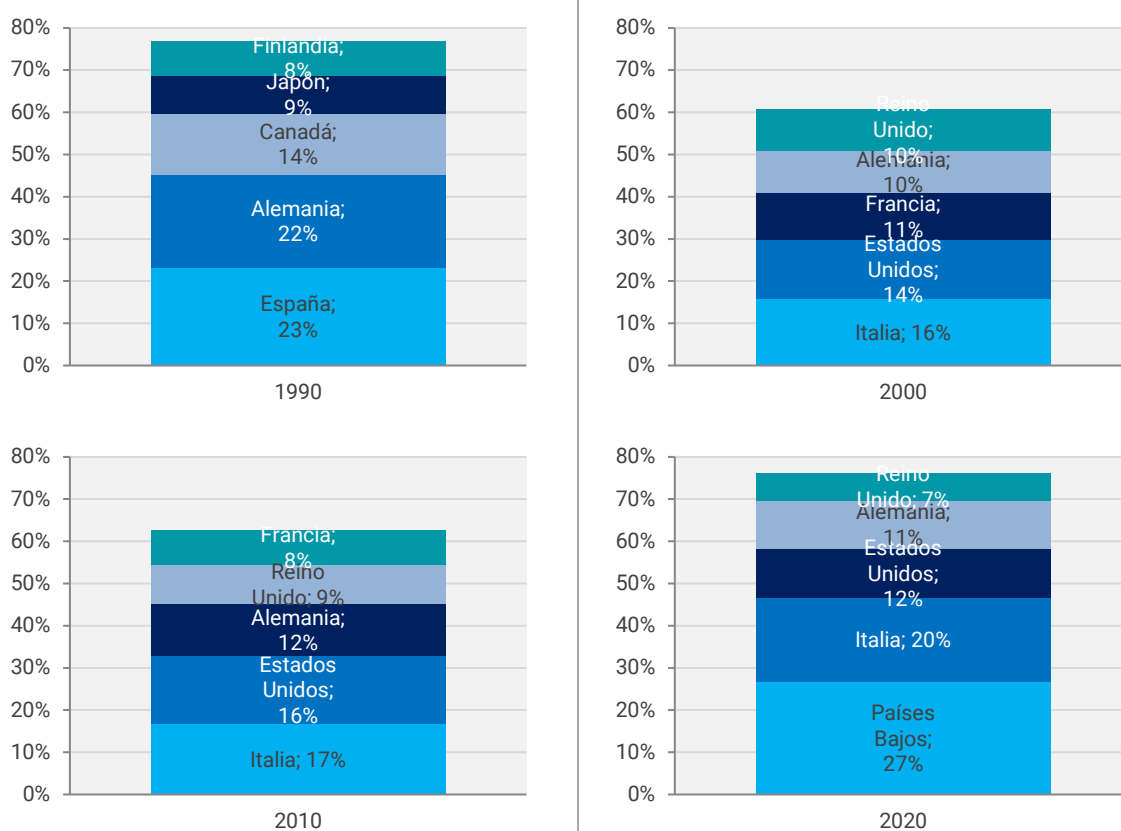 80%
70%
60%
50%
40%
30%
20%
10%
0%
Finlandia;
8%
Japón;
9%
Canadá;
14%
Alemania;
22%
España;
23%
1990
80%
70%
60%
50%
40%
30%
20%
10%
0%
Reino
Unido;
10%
Alemania;
10%
Francia;
11%
Estados
Unidos;
14%
Italia; 16%
2000
80%
70%
60%
50%
40%
30%
20%
10%
0%
Francia;
8%
Reino
Unido; 9%
Alemania;
12%
Estados
Unidos;
16%
Italia; 17%
2010
80%
70%
60%
50%
40%
30%
20%
10%
0%
Reino
Unido; 7%
Alemania;
11%
Estados
Unidos;
12%
Italia; 20%
Países
Bajos;
27%
2020